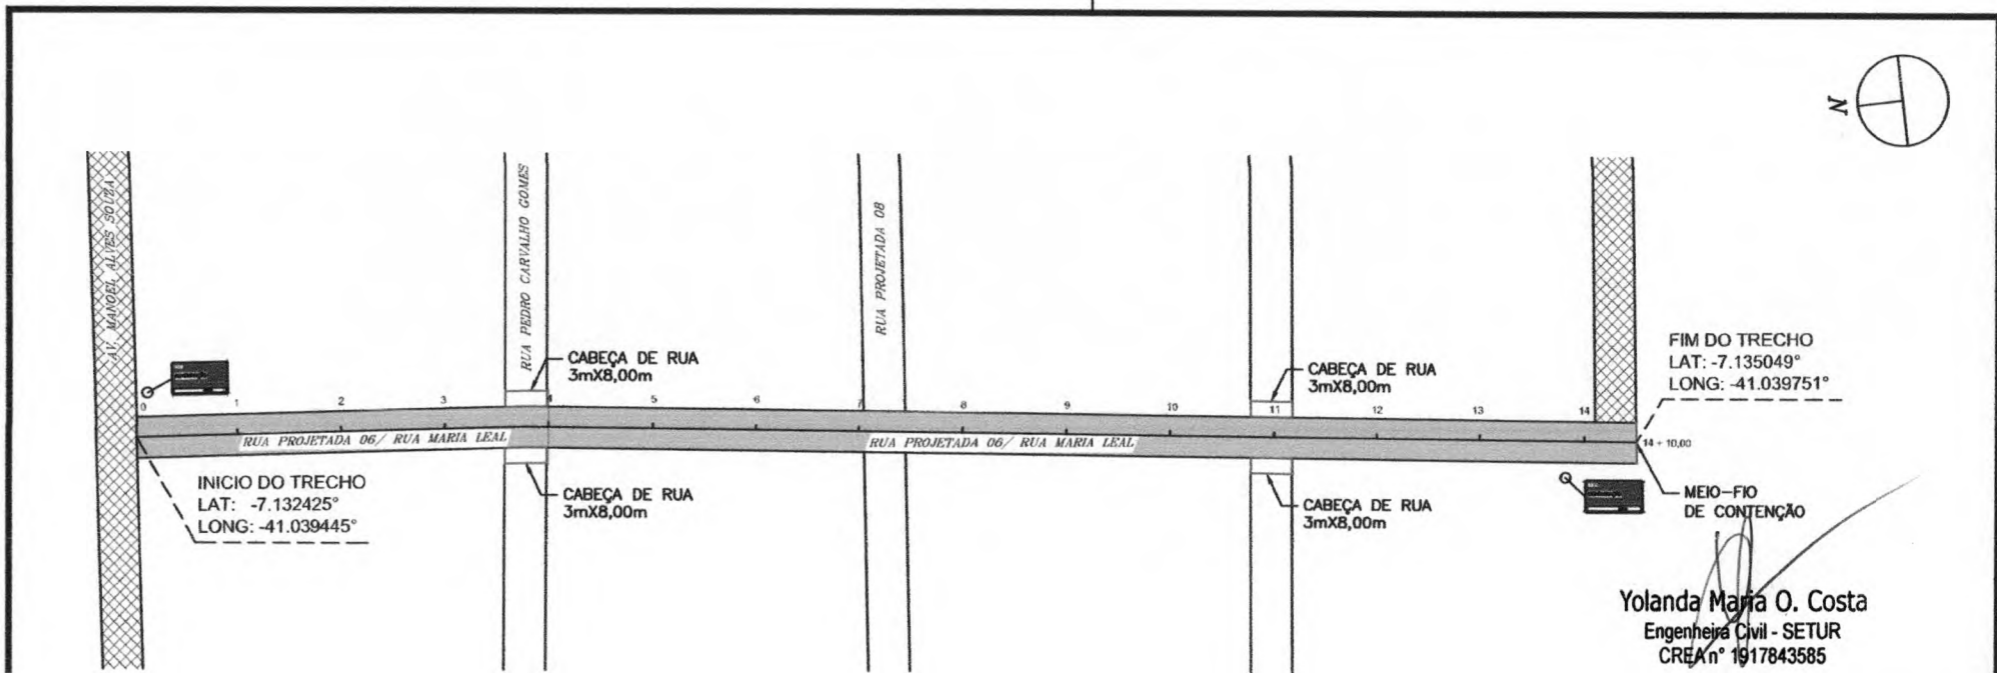 N
AV. MANOEL ALVES SOUZA
RUA PEDRO CARVALHO GOMES
RUA PROJETADA 08
CABEÇA DE RUA
3mX8,00m
CABEÇA DE RUA
3mX8,00m
FIM DO TRECHO
LAT: -7.135049°
LONG: -41.039751°
0 1 2 3 4 5 6 7 8 9 10 11 12 13 14
14 + 10,00
RUA PROJETADA 06/ RUA MARIA LEAL
RUA PROJETADA 06/ RUA MARIA LEAL
INICIO DO TRECHO
LAT: -7.132425°
LONG: -41.039445°
CABEÇA DE RUA
3mX8,00m
CABEÇA DE RUA
3mX8,00m
MEIO-FIO
DE CONTENÇÃO
Yolanda Maria O. Costa
Engenheira Civil - SETUR
CREA n° 1917843585